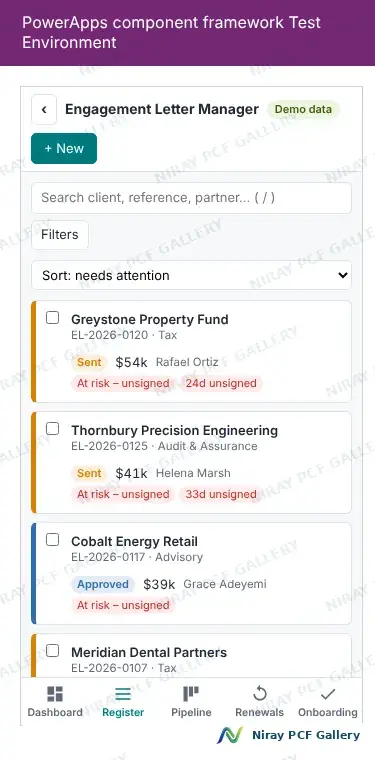 PowerApps component framework Test
Environment
‹ Engagement Letter Manager Demo data
+ New
Search client, reference, partner... ( / )
Filters
Sort: needs attention
Greystone Property Fund
EL-2026-0120 · Tax
Sent $54k Rafael Ortiz
At risk – unsigned 24d unsigned
Thornbury Precision Engineering
EL-2026-0125 · Audit & Assurance
Sent $41k Helena Marsh
At risk – unsigned 33d unsigned
Cobalt Energy Retail
EL-2026-0117 · Advisory
Approved $39k Grace Adeyemi
At risk – unsigned
Meridian Dental Partners
EL-2026-0107 · Tax
Dashboard Register Pipeline Renewals Onboarding
Niray PCF Gallery
NIRAY PCF GALLERY